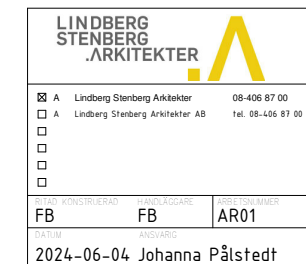 LINDBERG
STENBERG
.ARKITEKTER
☒ A Lindberg Stenberg Arkitekter 08-406 87 00
☐ A Lindberg Stenberg Arkitekter AB tel. 08-406 87 00
☐
☐
☐
☐
RITAD KONSTRUERAD HANDLÄGGARE ARBETSNUMMER
FB FB AR01
DATUM ANSVARIG
2024-06-04 Johanna Pålstedt